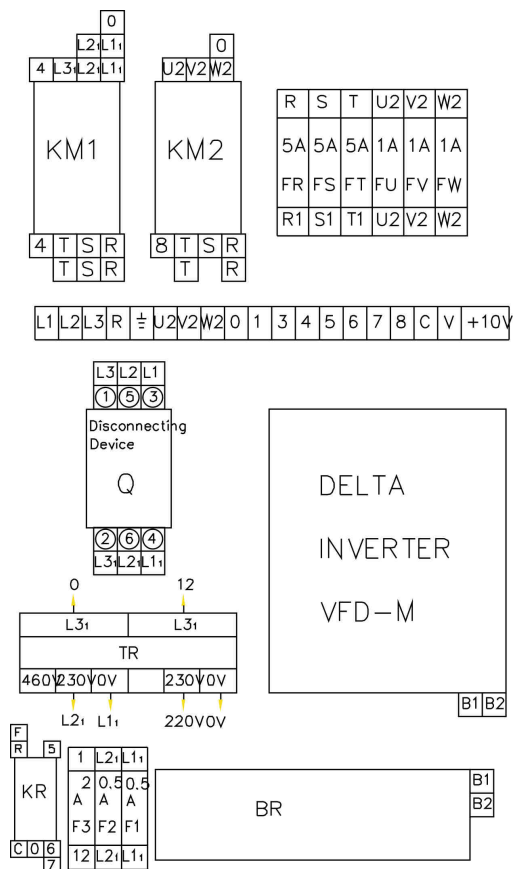 0
L2₁ L1₁
4 L3₁ L2₁ L1₁
KM1
4 T S R
T S R
0
U2 V2 W2
KM2
8 T S R
T R
R S T U2 V2 W2
5A 5A 5A 1A 1A 1A
FR FS FT FU FV FW
R1 S1 T1 U2 V2 W2
L1 L2 L3 R ⏚ U2 V2 W2 0 1 3 4 5 6 7 8 C V +10V
L3 L2 L1
① ⑤ ③
Disconnecting
Device
Q
② ⑥ ④
L3₁ L2₁ L1₁
DELTA
INVERTER
VFD-M
B1 B2
0 12
L3₁ L3₁
TR
460V 230V 0V 230V 0V
L2₁ L1₁ 220V 0V
F
R 5
KR
C 0 6
7
1 L2₁ L1₁
2 0.5 0.5
A A A
F3 F2 F1
12 L2₁ L1₁
BR
B1
B2